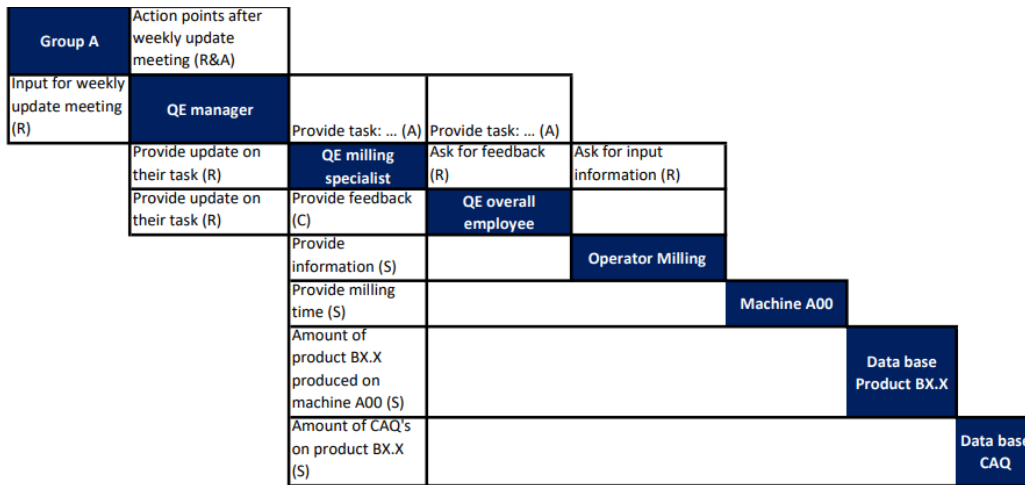 Group A
Action points after
weekly update
meeting (R&A)
Input for weekly
update meeting
(R)
QE manager
Provide task: ... (A)
Provide task: ... (A)
Provide update on
their task (R)
QE milling
specialist
Ask for feedback
(R)
Ask for input
information (R)
Provide update on
their task (R)
Provide feedback
(C)
QE overall
employee
Provide
information (S)
Operator Milling
Provide milling
time (S)
Machine A00
Amount of
product BX.X
produced on
machine A00 (S)
Data base
Product BX.X
Amount of CAQ's
on product BX.X
(S)
Data base
CAQ